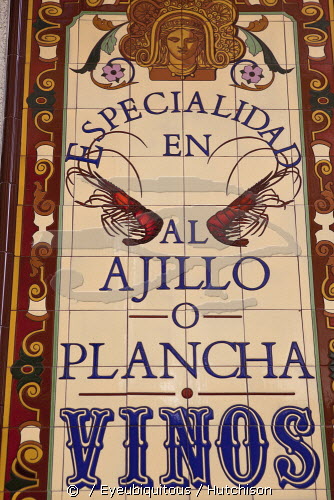 ESPECIALIDAD
EN
AL
AJILLO
O
PLANCHA
VINOS
© / Eyeubiquitous / Hutchison